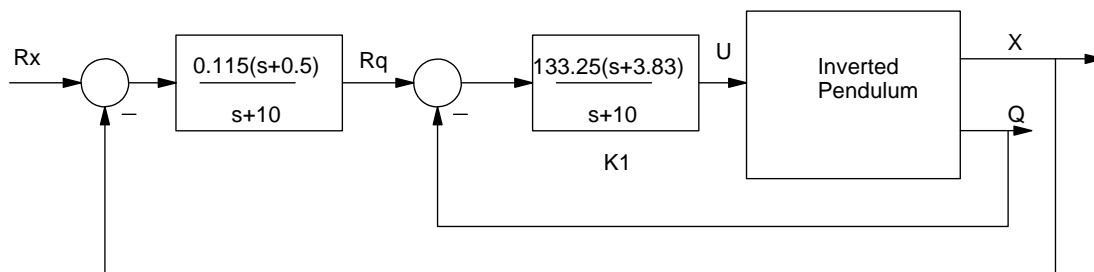 Rx
0.115(s+0.5)
s+10
Rq
133.25(s+3.83)
s+10
K1
U
Inverted
Pendulum
X
Q
−
−